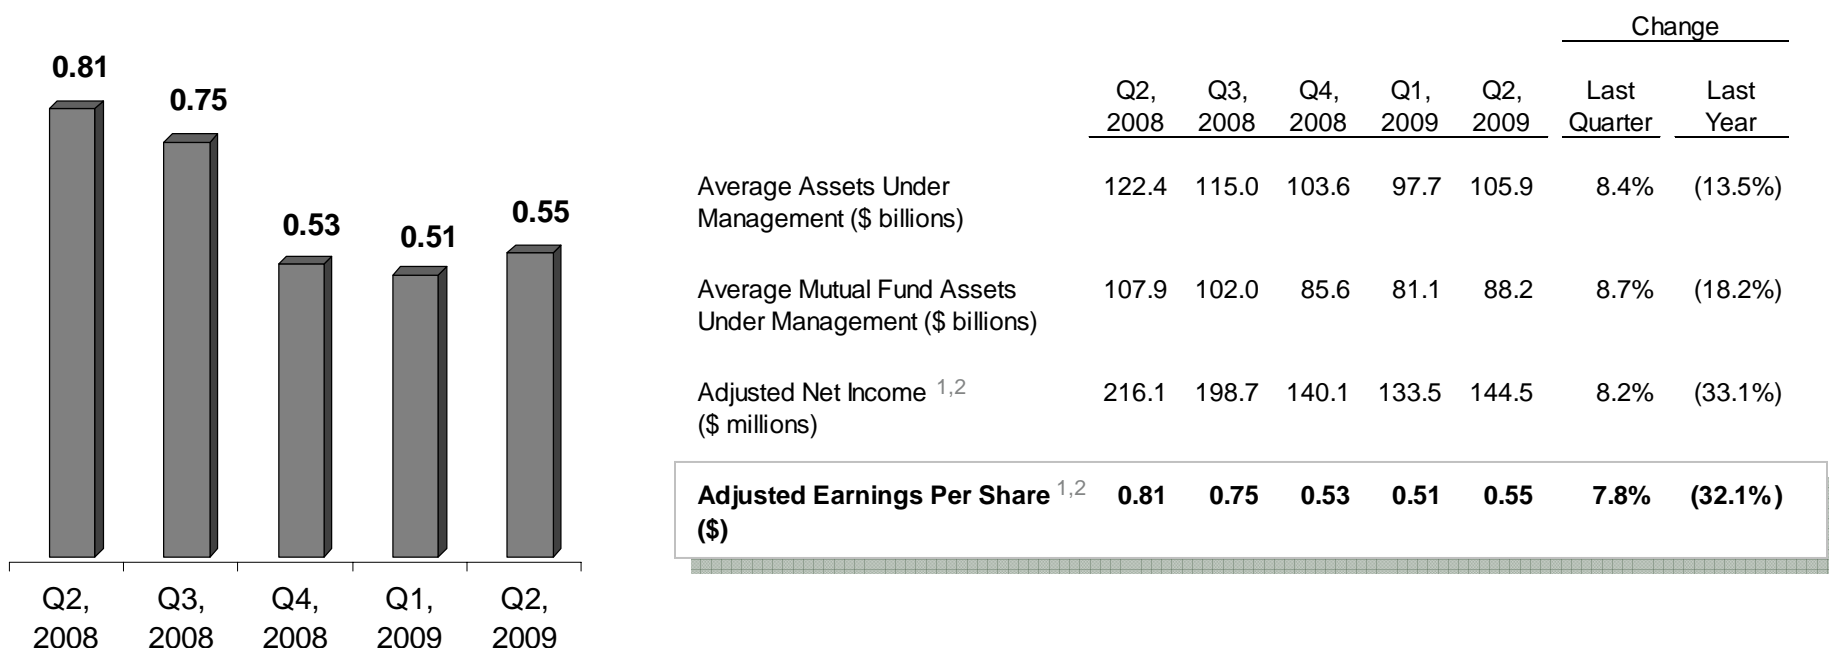 0.81
0.75
0.53
0.51
0.55
Q2, Q3, Q4, Q1, Q2,
2008 2008 2008 2009 2009
Change
Q2, Q3, Q4, Q1, Q2, Last Last
2008 2008 2008 2009 2009 Quarter Year
Average Assets Under 122.4 115.0 103.6 97.7 105.9 8.4% (13.5%)
Management ($ billions)
Average Mutual Fund Assets 107.9 102.0 85.6 81.1 88.2 8.7% (18.2%)
Under Management ($ billions)
Adjusted Net Income 1,2 216.1 198.7 140.1 133.5 144.5 8.2% (33.1%)
($ millions)
Adjusted Earnings Per Share 1,2 0.81 0.75 0.53 0.51 0.55 7.8% (32.1%)
($)